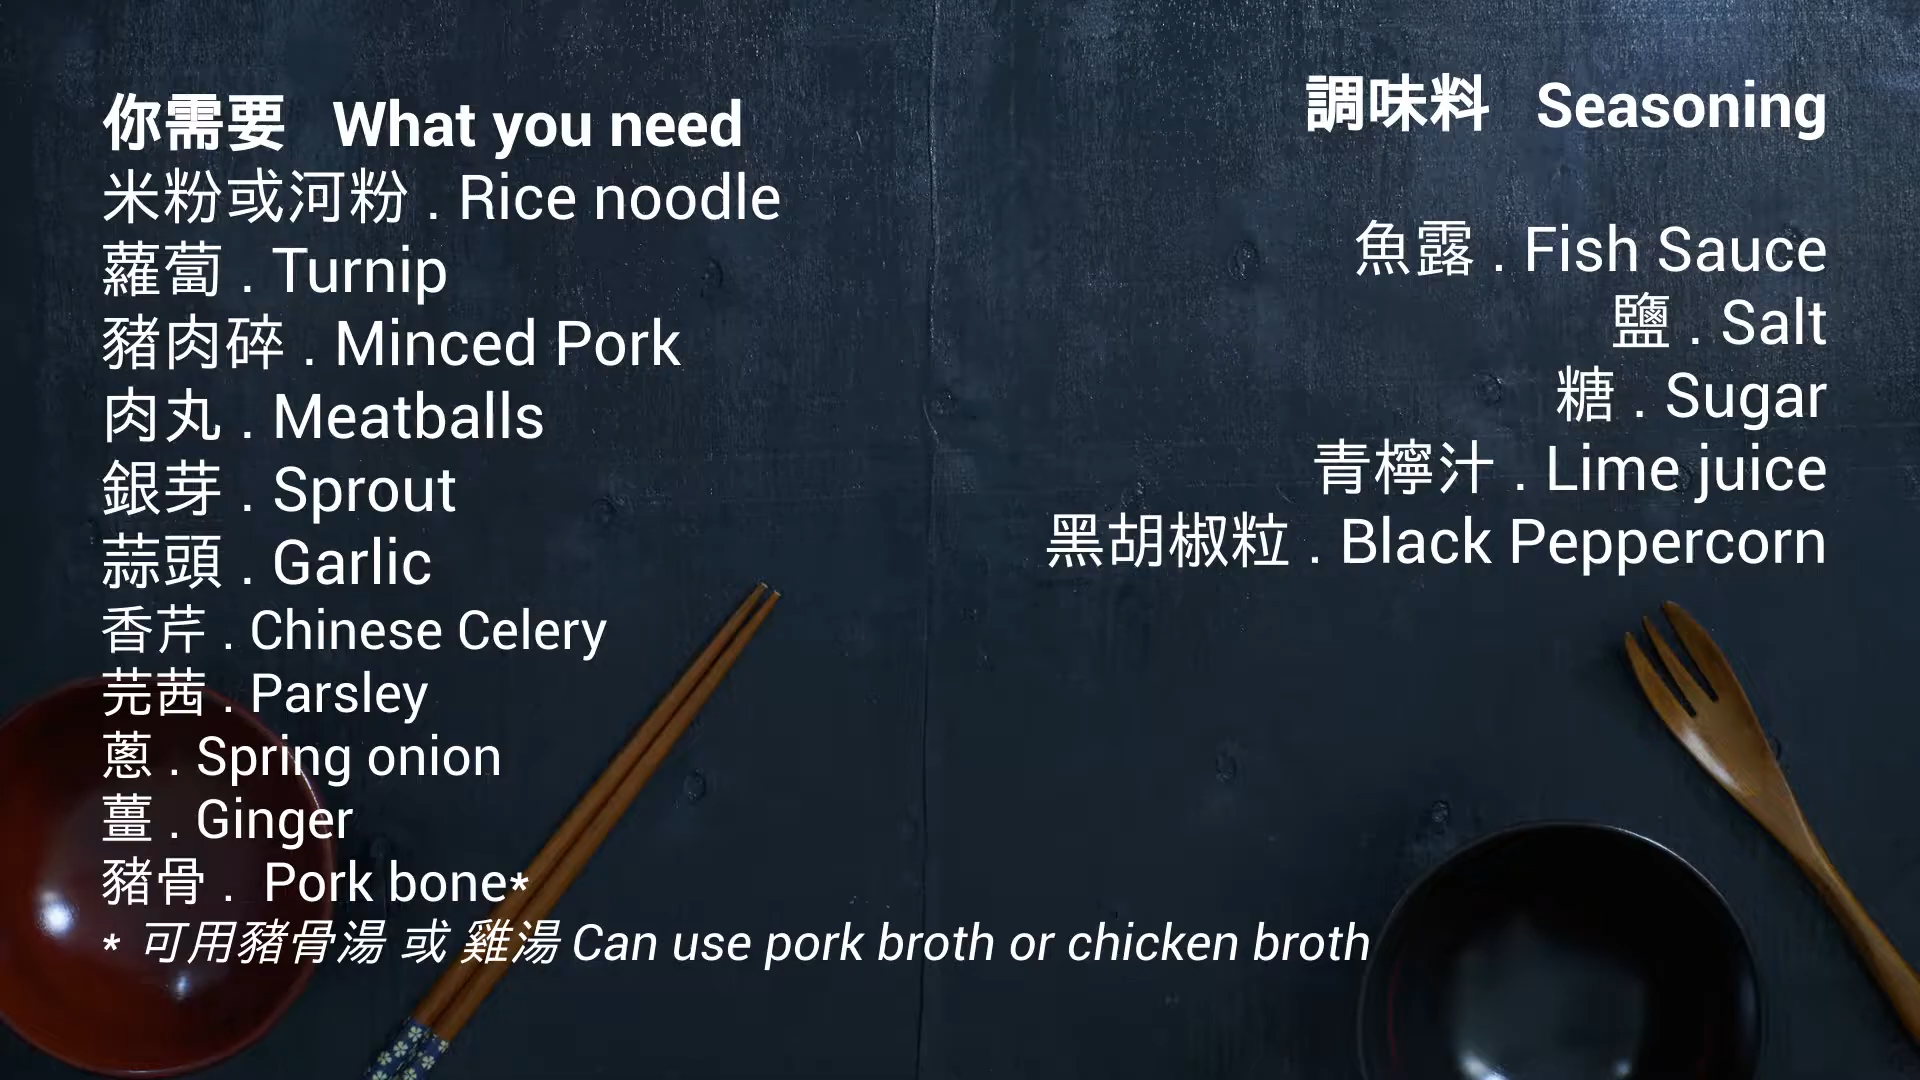 你需要 What you need
米粉或河粉 . Rice noodle
蘿蔔 . Turnip
豬肉碎 . Minced Pork
肉丸 . Meatballs
銀芽 . Sprout
蒜頭 . Garlic
香芹 . Chinese Celery
芫茜 . Parsley
蔥 . Spring onion
薑 . Ginger
豬骨 . Pork bone*
* 可用豬骨湯 或 雞湯 Can use pork broth or chicken broth
調味料 Seasoning
魚露 . Fish Sauce
鹽 . Salt
糖 . Sugar
青檸汁 . Lime juice
黑胡椒粒 . Black Peppercorn